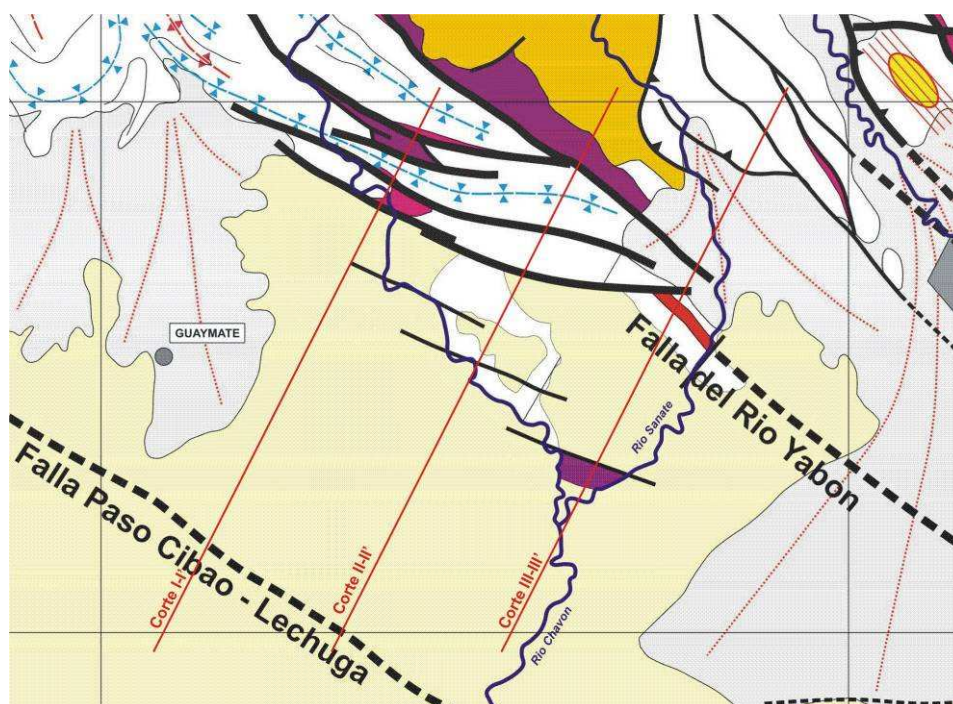 GUAYMATE
Falla del Rio Yabon
Rio Sanate
Falla Paso Cibao - Lechuga
Corte I-I'
Corte II-II'
Corte III-III'
Rio Chavon